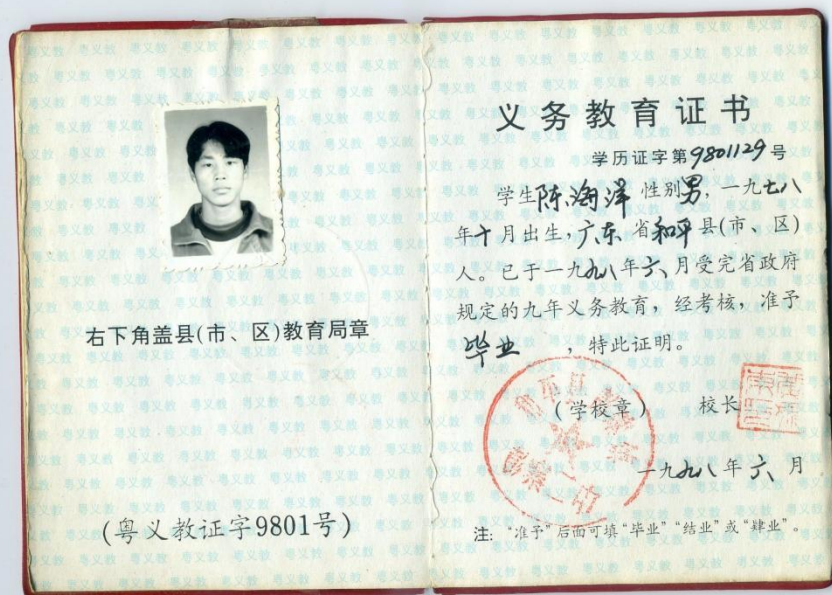 右下角盖县(市、区)教育局章
(粤义教证字9801号)
义务教育证书
学历证字第9801129号
学生陈海洋 性别男,一九七八
年十月出生,广东省和平县(市、区)
人。已于一九九八年六月受完省政府
规定的九年义务教育,经考核,准予
毕业,特此证明。
(学校章) 校长
一九九八年六月
注:“准予”后面可填“毕业”“结业”或“肄业”。